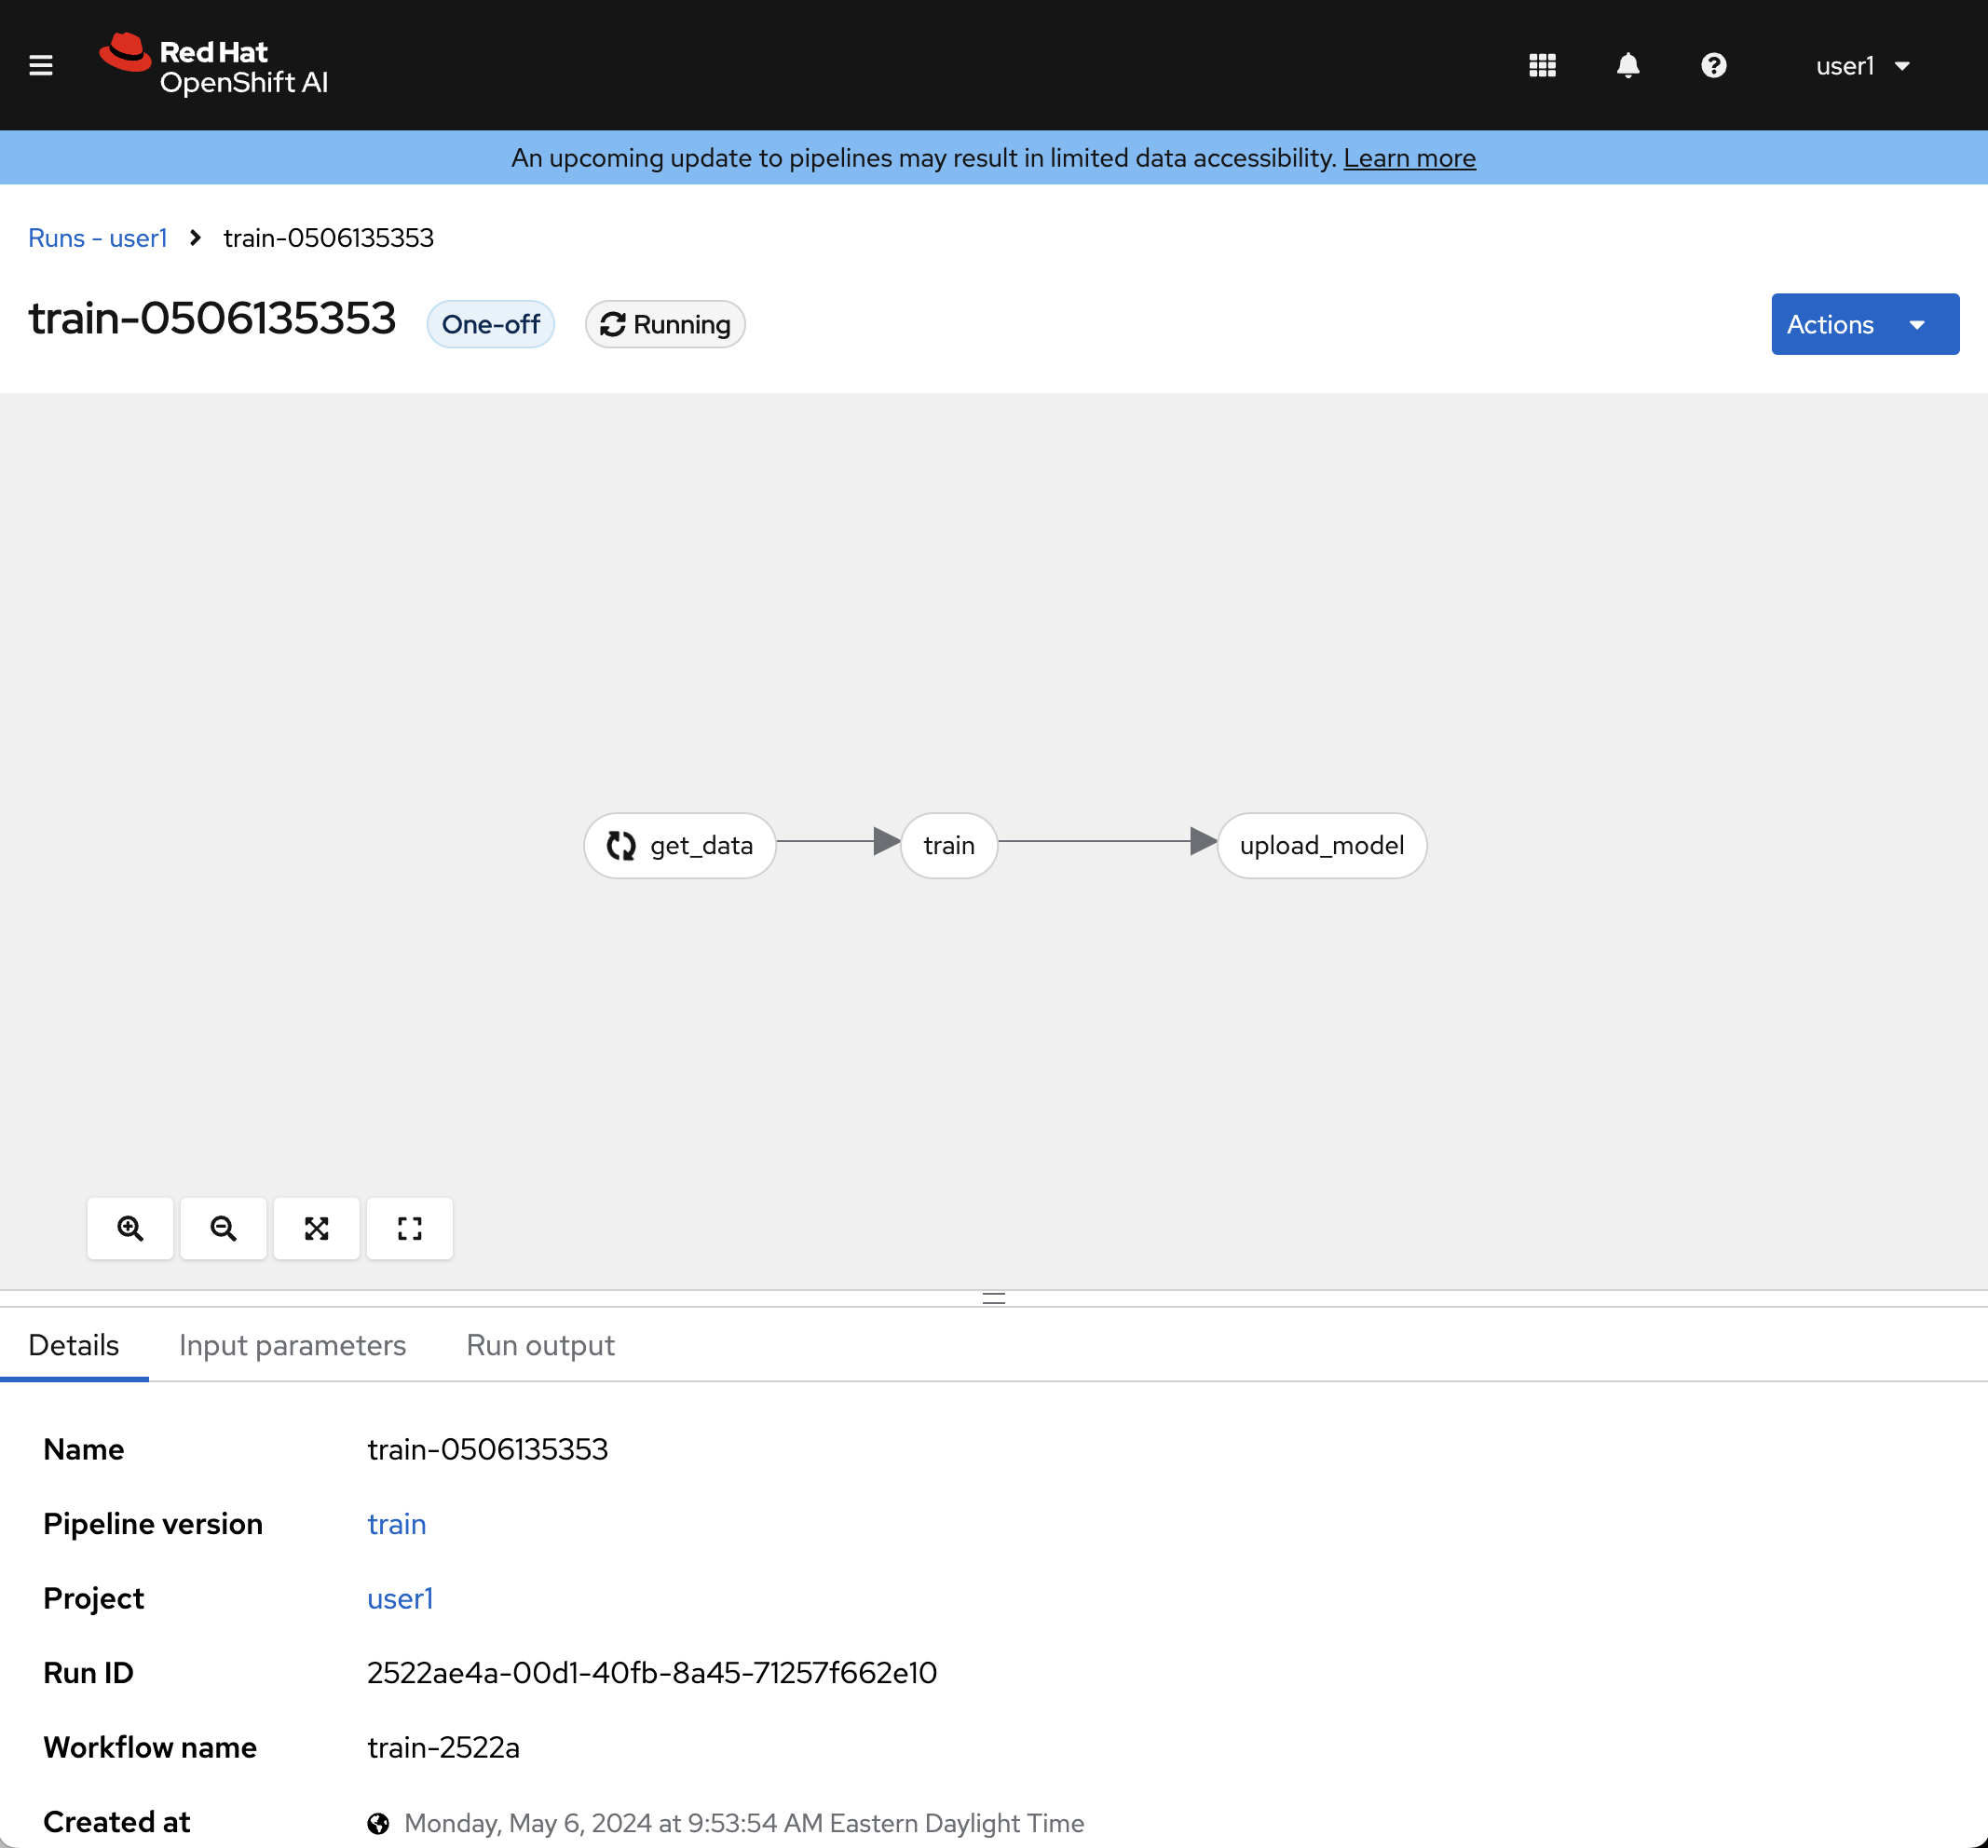 Red Hat
OpenShift AI
user1
An upcoming update to pipelines may result in limited data accessibility. Learn more
Runs - user1 > train-0506135353
train-0506135353 One-off Running Actions
get_data train upload_model
Details Input parameters Run output
Name train-0506135353
Pipeline version train
Project user1
Run ID 2522ae4a-00d1-40fb-8a45-71257f662e10
Workflow name train-2522a
Created at Monday, May 6, 2024 at 9:53:54 AM Eastern Daylight Time